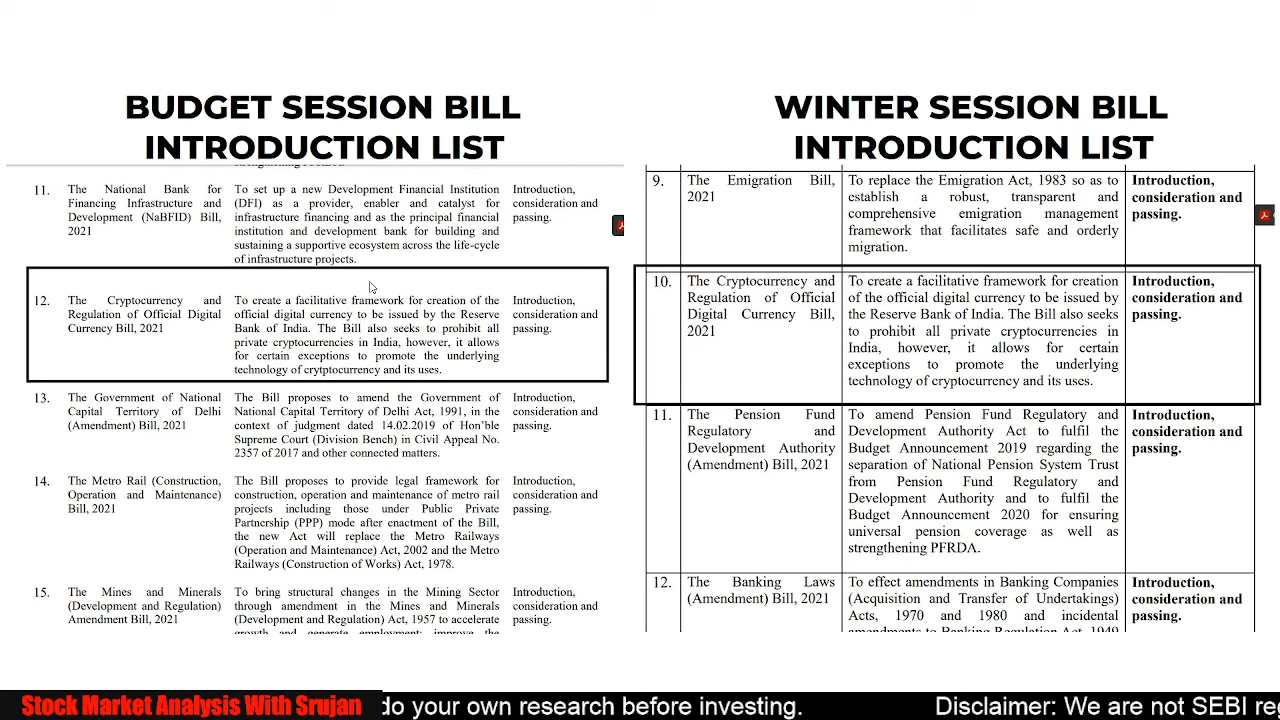 BUDGET SESSION BILL
INTRODUCTION LIST
11. The National Bank for Financing Infrastructure and Development (NaBFID) Bill, 2021
To set up a new Development Financial Institution
(DFI) as a provider, enabler and catalyst for
infrastructure financing and as the principal financial
institution and development bank for building and
sustaining a supportive ecosystem across the life-cycle
of infrastructure projects.
Introduction,
consideration and
passing.
12. The Cryptocurrency and
Regulation of Official Digital
Currency Bill, 2021
To create a facilitative framework for creation of the
official digital currency to be issued by the Reserve
Bank of India. The Bill also seeks to prohibit all
private cryptocurrencies in India, however, it allows
for certain exceptions to promote the underlying
technology of cryptocurrency and its uses.
Introduction,
consideration and
passing.
13. The Government of National
Capital Territory of Delhi
(Amendment) Bill, 2021
The Bill proposes to amend the Government of
National Capital Territory of Delhi Act, 1991, in the
context of judgment dated 14.02.2019 of Hon’ble
Supreme Court (Division Bench) in Civil Appeal No.
2357 of 2017 and other connected matters.
Introduction,
consideration and
passing.
14. The Metro Rail (Construction,
Operation and Maintenance)
Bill, 2021
The Bill proposes to provide legal framework for
construction, operation and maintenance of metro rail
projects including those under Public Private
Partnership (PPP) mode after enactment of the Bill,
the new Act will replace the Metro Railways
(Operation and Maintenance) Act, 2002 and the Metro
Railways (Construction of Works) Act, 1978.
Introduction,
consideration and
passing.
15. The Mines and Minerals
(Development and Regulation)
Amendment Bill, 2021
To bring structural changes in the Mining Sector
through amendment in the Mines and Minerals
(Development and Regulation) Act, 1957 to accelerate
growth and generate employment; improve the
Introduction,
consideration and
passing.
WINTER SESSION BILL
INTRODUCTION LIST
9. The Emigration Bill,
2021
To replace the Emigration Act, 1983 so as to
establish a robust, transparent and
comprehensive emigration management
framework that facilitates safe and orderly
migration.
Introduction,
consideration and
passing.
10. The Cryptocurrency and
Regulation of Official
Digital Currency Bill,
2021
To create a facilitative framework for creation
of the official digital currency to be issued by
the Reserve Bank of India. The Bill also seeks
to prohibit all private cryptocurrencies in
India, however, it allows for certain
exceptions to promote the underlying
technology of cryptocurrency and its uses.
Introduction,
consideration and
passing.
11. The Pension Fund
Regulatory and
Development Authority
(Amendment) Bill, 2021
To amend Pension Fund Regulatory and
Development Authority Act to fulfil the
Budget Announcement 2019 regarding the
separation of National Pension System Trust
from Pension Fund Regulatory and
Development Authority and to fulfil the
Budget Announcement 2020 for ensuring
universal pension coverage as well as
strengthening PFRDA.
Introduction,
consideration and
passing.
12. The Banking Laws
(Amendment) Bill, 2021
To effect amendments in Banking Companies
(Acquisition and Transfer of Undertakings)
Acts, 1970 and 1980 and incidental
amendments to Banking Regulation Act, 1949
Introduction,
consideration and
passing.
Stock Market Analysis With Srujan
do your own research before investing. Disclaimer: We are not SEBI